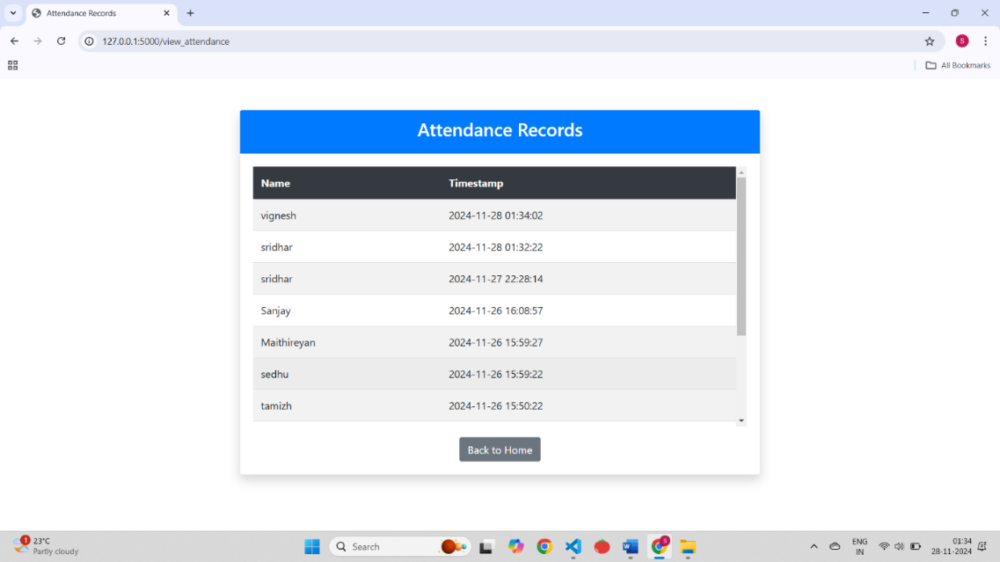 Attendance Records
127.0.0.1:5000/view_attendance
S
All Bookmarks
Attendance Records
Name Timestamp
vignesh 2024-11-28 01:34:02
sridhar 2024-11-28 01:32:22
sridhar 2024-11-27 22:28:14
Sanjay 2024-11-26 16:08:57
Maithireyan 2024-11-26 15:59:27
sedhu 2024-11-26 15:59:22
tamizh 2024-11-26 15:50:22
Back to Home
1
23°C
Partly cloudy
Search
W
S
ENG
IN
01:34
28-11-2024